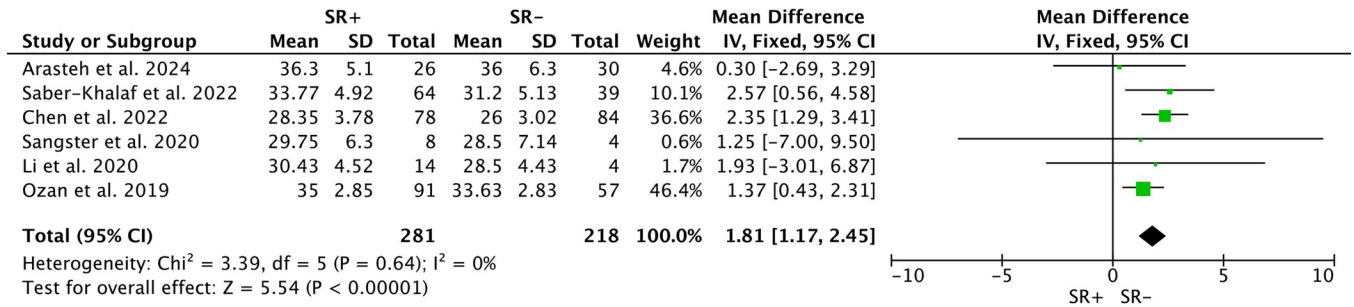 SR+ SR− Mean Difference Mean Difference
Study or Subgroup Mean SD Total Mean SD Total Weight IV, Fixed, 95% CI IV, Fixed, 95% CI
Arasteh et al. 2024 36.3 5.1 26 36 6.3 30 4.6% 0.30 [−2.69, 3.29]
Saber-Khalaf et al. 2022 33.77 4.92 64 31.2 5.13 39 10.1% 2.57 [0.56, 4.58]
Chen et al. 2022 28.35 3.78 78 26 3.02 84 36.6% 2.35 [1.29, 3.41]
Sangster et al. 2020 29.75 6.3 8 28.5 7.14 4 0.6% 1.25 [−7.00, 9.50]
Li et al. 2020 30.43 4.52 14 28.5 4.43 4 1.7% 1.93 [−3.01, 6.87]
Ozan et al. 2019 35 2.85 91 33.63 2.83 57 46.4% 1.37 [0.43, 2.31]
Total (95% CI) 281 218 100.0% 1.81 [1.17, 2.45]
Heterogeneity: Chi² = 3.39, df = 5 (P = 0.64); I² = 0%
Test for overall effect: Z = 5.54 (P < 0.00001)
−10 −5 0 5 10
SR+ SR−